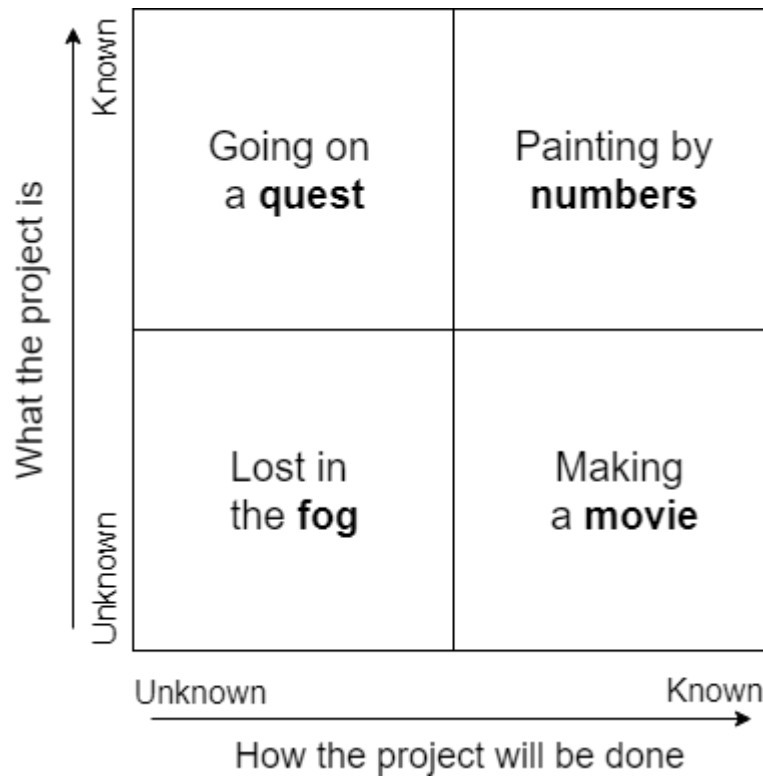 What the project is
Known
Unknown
Going on
a quest
Painting by
numbers
Lost in
the fog
Making
a movie
Unknown
Known
How the project will be done